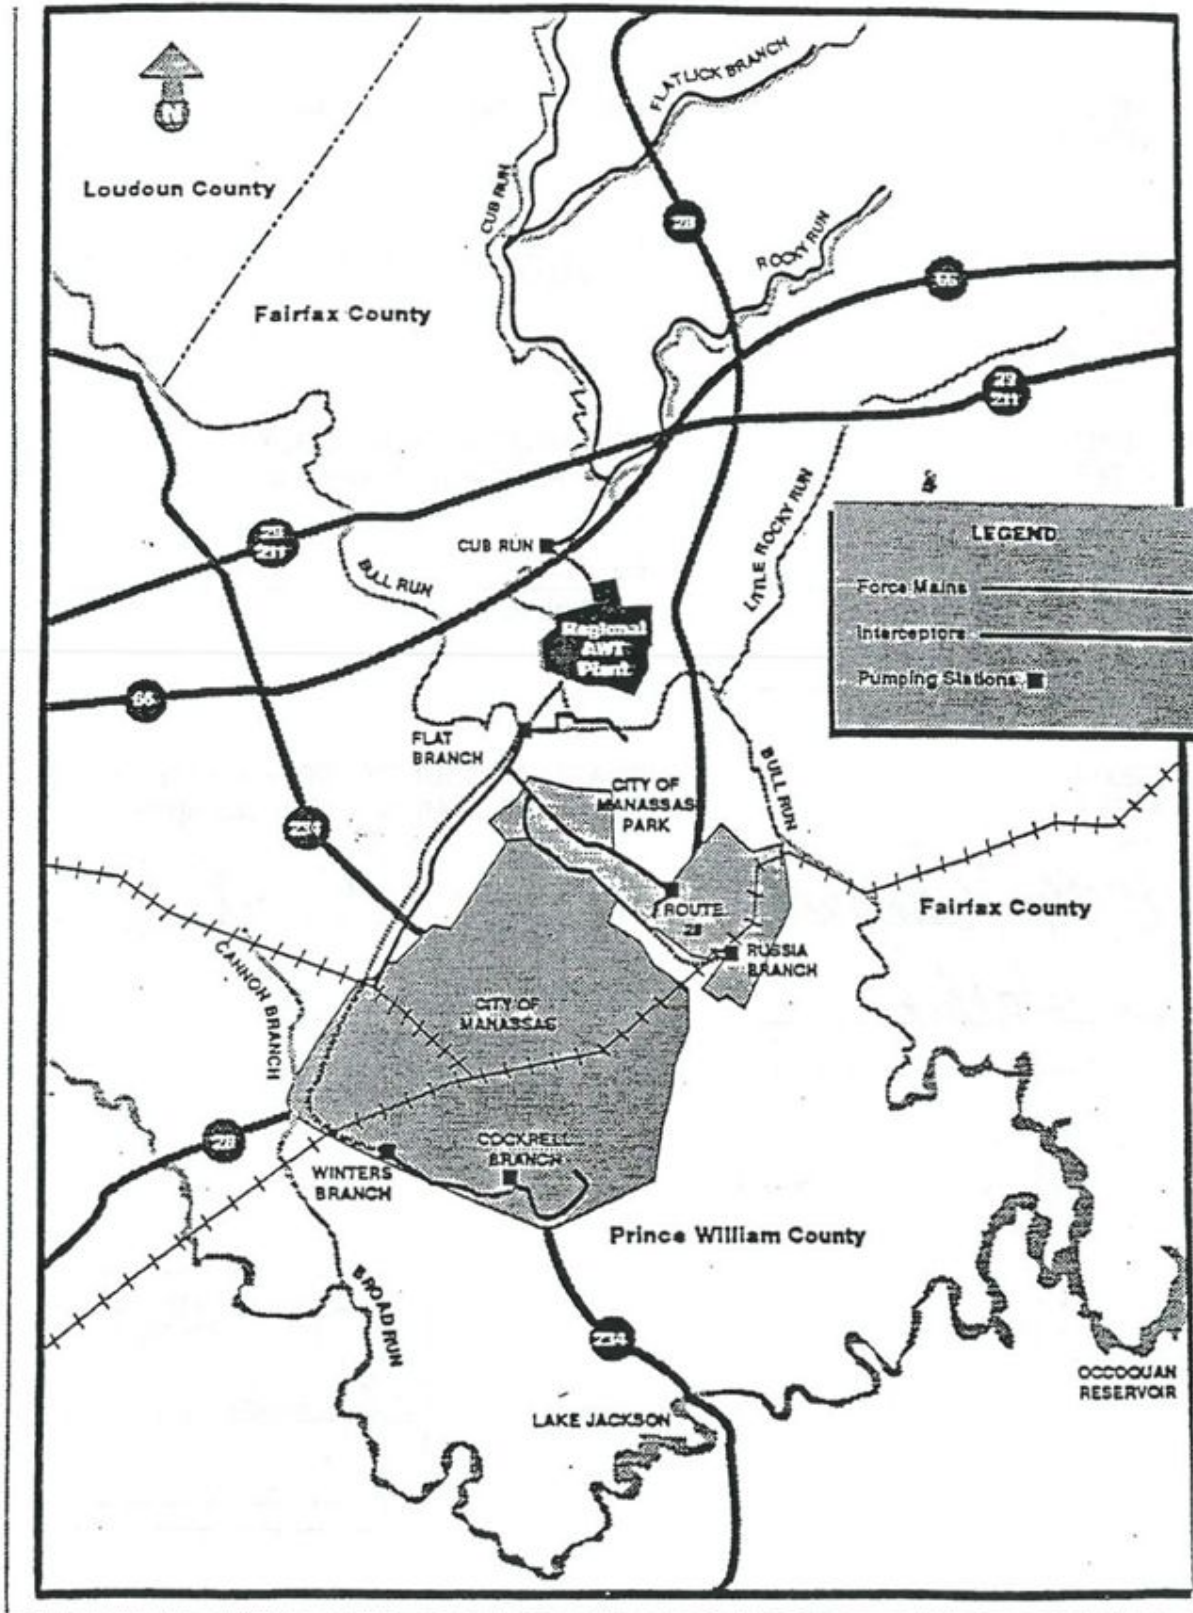 FLATLICK BRANCH
N
Loudoun County
CUB RUN
28
ROCKY RUN
66
Fairfax County
29
211
LITTLE ROCKY RUN
LEGEND
Force Mains
Interceptors
Pumping Stations
29
211
CUB RUN
BULL RUN
Regional
AWT
Plant
66
FLAT
BRANCH
BULL RUN
CITY OF
MANASSAS
PARK
234
ROUTE
28
Fairfax County
RUSSIA
BRANCH
CANNON BRANCH
CITY OF
MANASSAS
28
COCKRELL
BRANCH
WINTERS
BRANCH
Prince William County
BROAD RUN
234
OCCOQUAN
RESERVOIR
LAKE JACKSON